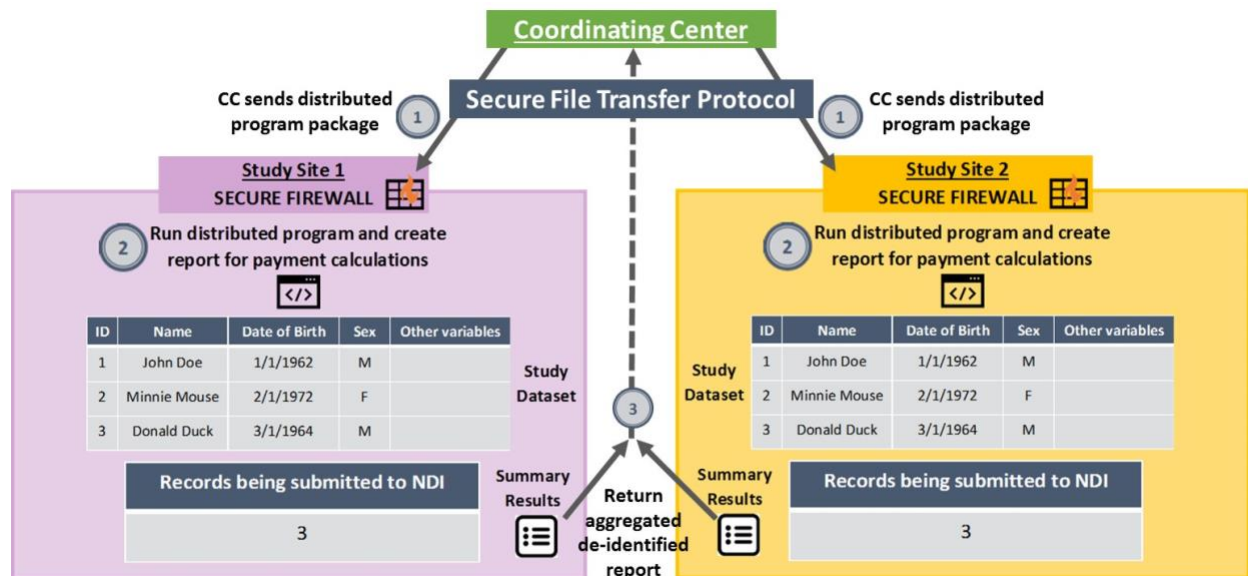 Coordinating Center
Secure File Transfer Protocol
CC sends distributed
program package
1
1
CC sends distributed
program package
Study Site 1
SECURE FIREWALL
2
Run distributed program and create
report for payment calculations
</>
ID Name Date of Birth Sex Other variables
1 John Doe 1/1/1962 M
2 Minnie Mouse 2/1/1972 F
3 Donald Duck 3/1/1964 M
Study
Dataset
Records being submitted to NDI
3
Summary
Results
3
Return
aggregated
de-identified
report
Study Site 2
SECURE FIREWALL
2
Run distributed program and create
report for payment calculations
</>
Study
Dataset
ID Name Date of Birth Sex Other variables
1 John Doe 1/1/1962 M
2 Minnie Mouse 2/1/1972 F
3 Donald Duck 3/1/1964 M
Summary
Results
Records being submitted to NDI
3